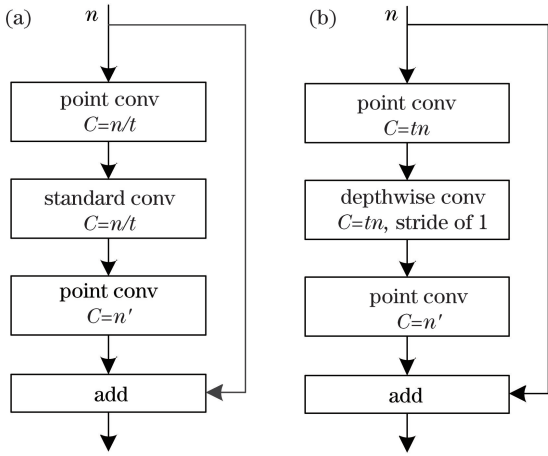 (a)
n
point conv
C=n/t
standard conv
C=n/t
point conv
C=n′
add
(b)
n
point conv
C=tn
depthwise conv
C=tn, stride of 1
point conv
C=n′
add